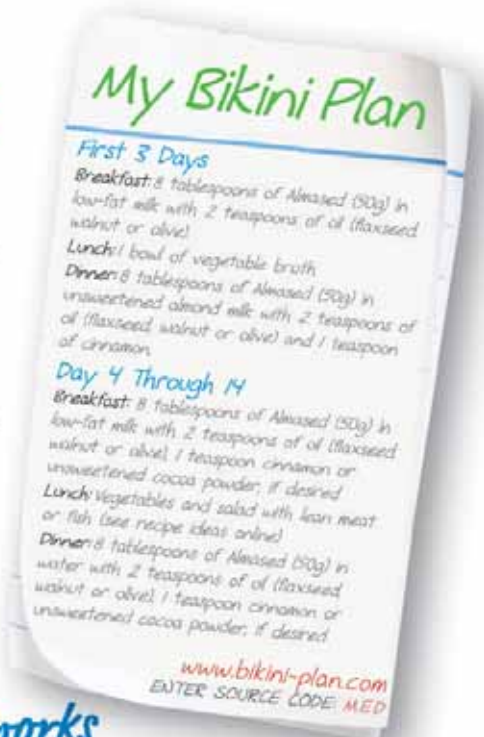 My Bikini Plan
First 3 Days
Breakfast: 8 tablespoons of Almased (50g) in
low-fat milk with 2 teaspoons of oil (flaxseed
walnut or olive)
Lunch: 1 bowl of vegetable broth
Dinner: 8 tablespoons of Almased (50g) in
unsweetened almond milk with 2 teaspoons of
oil (flaxseed walnut or olive) and 1 teaspoon
of cinnamon
Day 4 Through 14
Breakfast: 8 tablespoons of Almased (50g) in
low-fat milk with 2 teaspoons of oil (flaxseed
walnut or olive), 1 teaspoon cinnamon or
unsweetened cocoa powder, if desired
Lunch: Vegetables and salad with lean meat
or fish (see recipe ideas online)
Dinner: 8 tablespoons of Almased (50g) in
water with 2 teaspoons of oil (flaxseed
walnut or olive), 1 teaspoon cinnamon or
unsweetened cocoa powder, if desired
www.bikini-plan.com
ENTER SOURCE CODE: MED
works